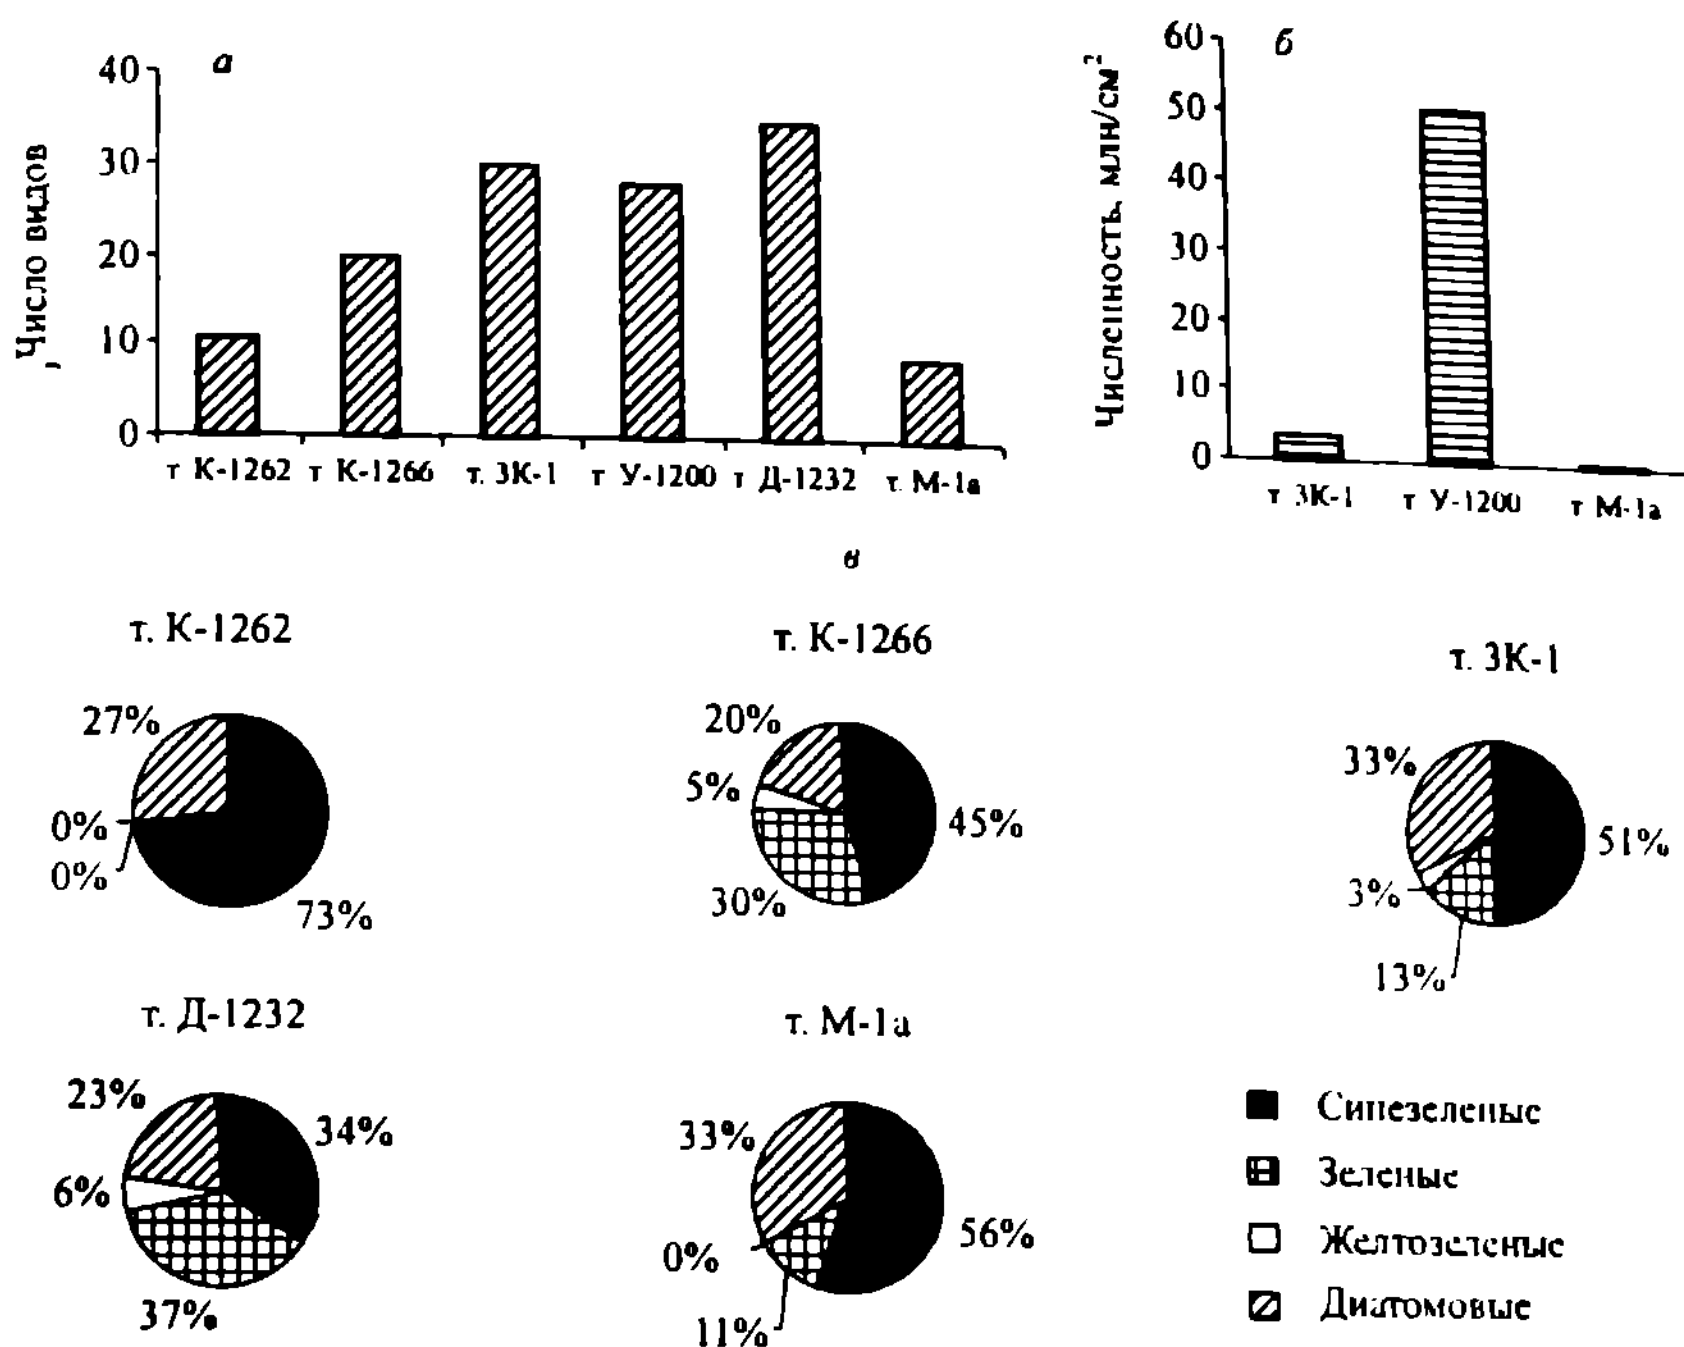 а
Число видов
40
30
20
10
0
т К-1262 т К-1266 т. ЗК-1 т У-1200 т Д-1232 т. М-1а
б
Численность, млн/см²
60
50
40
30
20
10
0
т ЗК-1 т У-1200 т М-1а
в
т. К-1262
27%
0%
0%
73%
т. К-1266
20%
5%
45%
30%
т. ЗК-1
33%
51%
3%
13%
т. Д-1232
23%
34%
6%
37%
т. М-1а
33%
0%
56%
11%
Синезеленые
Зеленые
Желтозеленые
Диатомовые